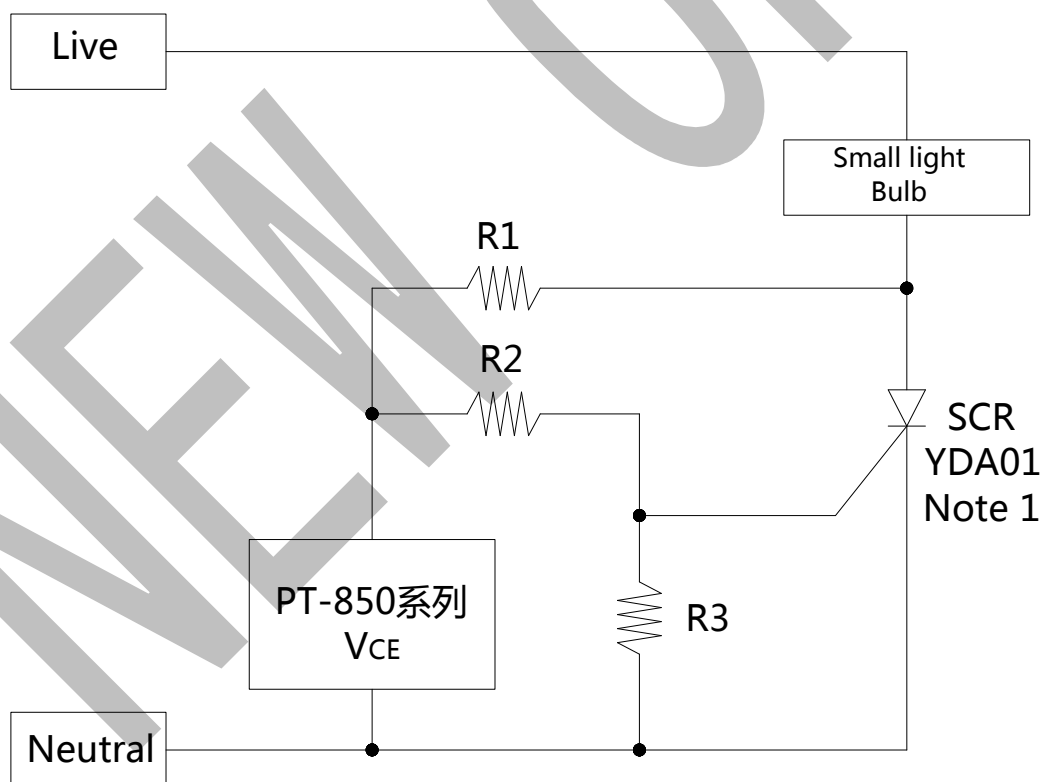 Live
Small light
Bulb
R1
R2
SCR
YDA01
Note 1
PT-850系列
VCE
R3
Neutral
NEW